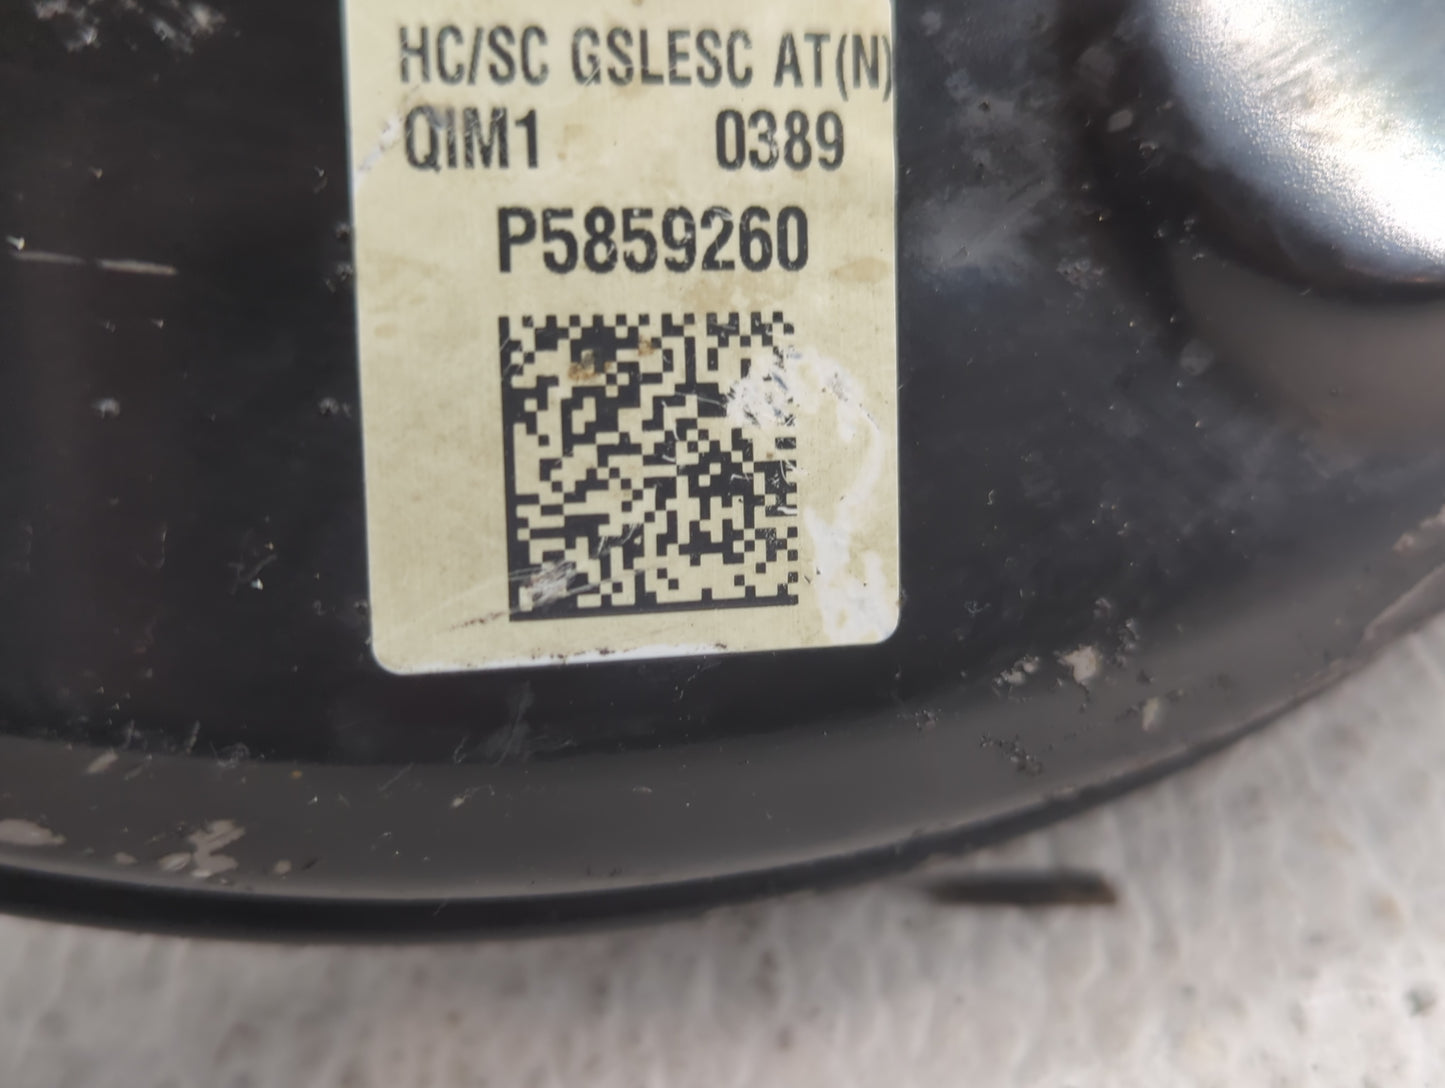 HC/SC GSLESC AT(N)
QIM1 0389
P5859260